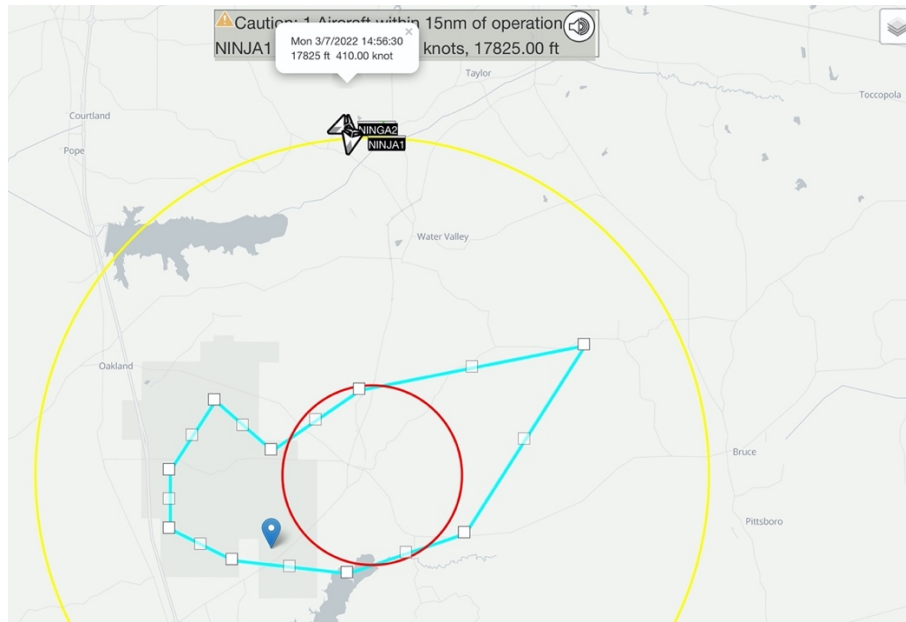 Caution: 1 Aircraft within 15nm of operation
NINJA1 knots, 17825.00 ft
×
Mon 3/7/2022 14:56:30
17825 ft 410.00 knot
Taylor
Toccopola
Courtland
NINGA2
NINJA1
Pope
Water Valley
Oakland
Bruce
Pittsboro